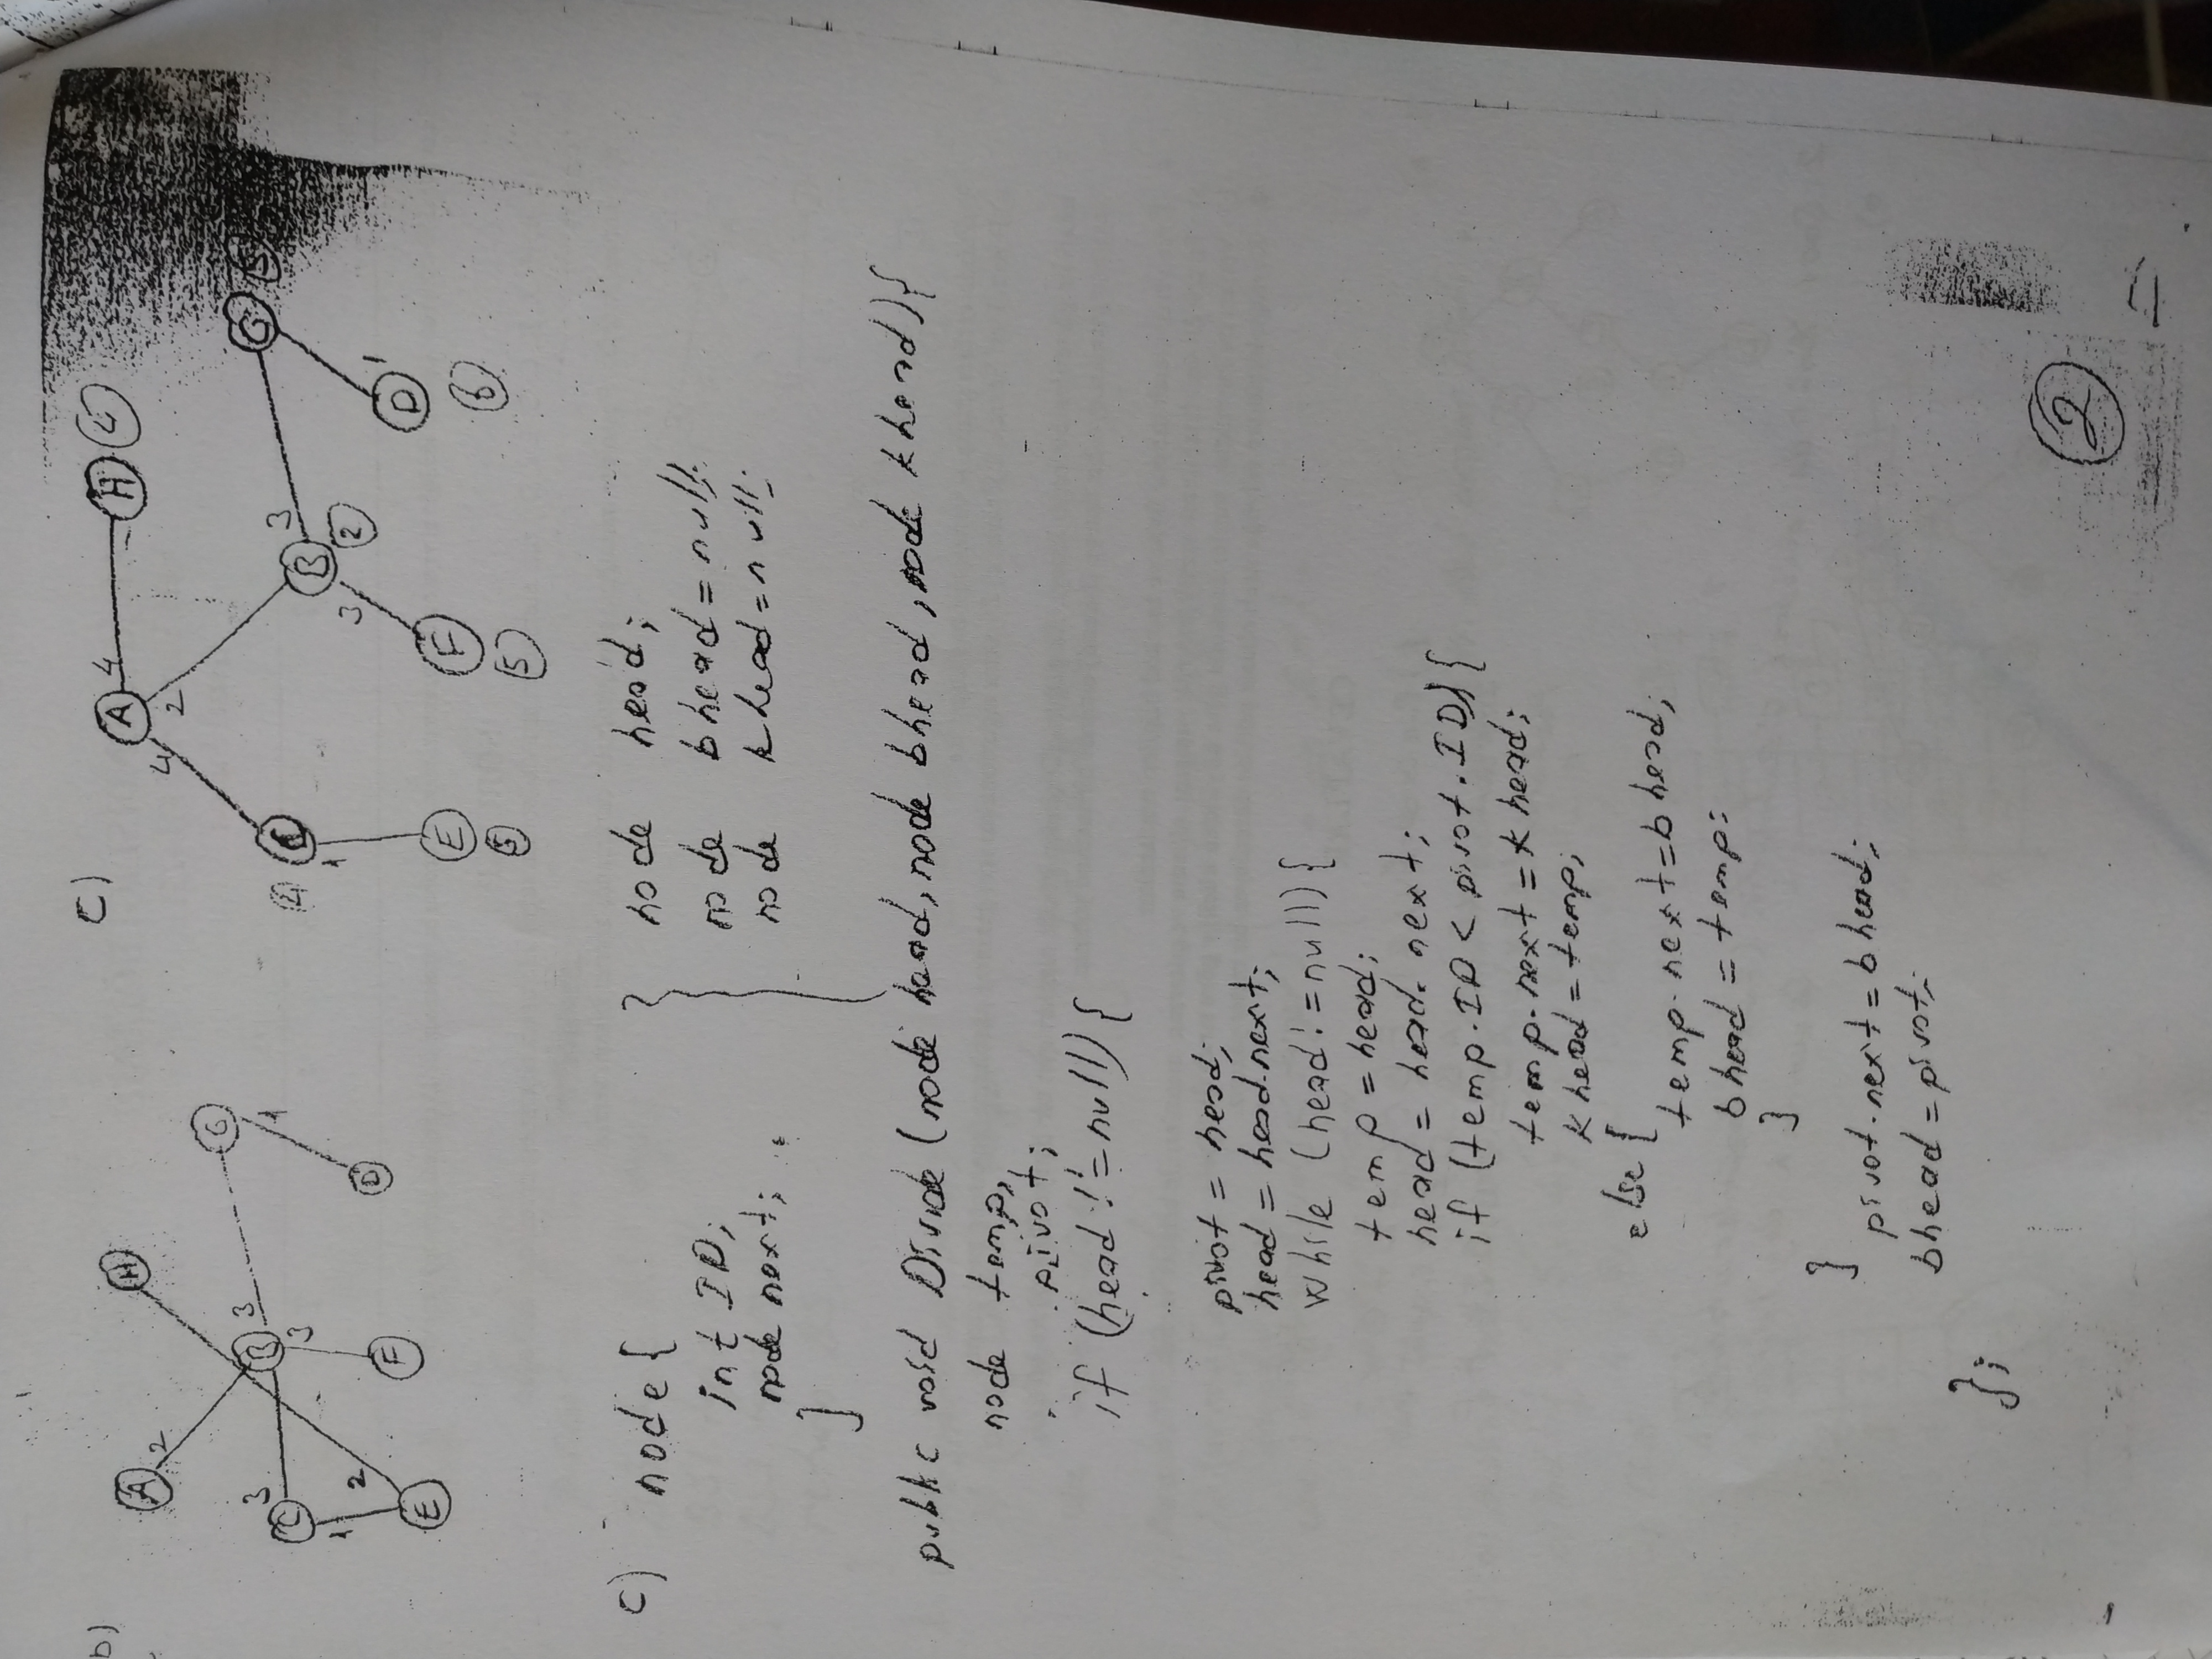 b)
A
2
H
C
3
B
3
G
1
2
3
1
E
F
D
c)
A
4
H
4
4
2
C
B
3
G
5
4
1
3
2
1
E
F
D
5
5
6
c) node {
int ID;
node next;
}
node head;
node bhead = null;
node khead = null;
public void Divide (node head, node bhead, node khead) {
node temp,
pivot;
if (head != null) {
pivot = head;
head = head.next;
while (head != null) {
temp = head;
head = head.next;
if (temp.ID < pivot.ID) {
temp.next = khead;
khead = temp;
else {
temp.next = bhead;
bhead = temp;
}
}
pivot.next = bhead;
bhead = pivot;
};
2